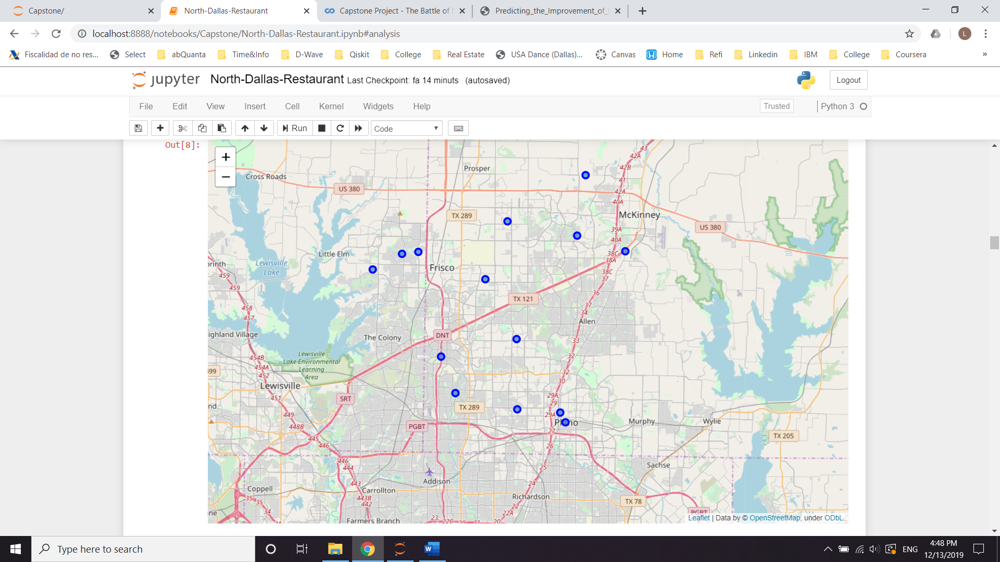 Capstone/
North-Dallas-Restaurant
Capstone Project - The Battle of
Predicting_the_Improvement_of_
localhost:8888/notebooks/Capstone/North-Dallas-Restaurant.ipynb#analysis
L
Fiscalidad de no res...
Select
abQuanta
Time&Info
D-Wave
Qiskit
College
Real Estate
USA Dance (Dallas)...
Canvas
Home
Refi
Linkedin
IBM
College
Coursera
»
jupyter North-Dallas-Restaurant Last Checkpoint: fa 14 minuts (autosaved)
Logout
File Edit View Insert Cell Kernel Widgets Help
Trusted
Python 3
Run
Code
Out[8]:
+
−
43
42A
Prosper
42B
Cross Roads
41
US 380
42A
40A
TX 289
McKinney
US 380
39A
40A
Little Elm
38C
38A
Lewisville
Lake
orinth
Frisco
38C
459
37
459
36
TX 121
37
458
34
457
Allen
ighland Village
DNT
The Colony
33
Lewisville
Lake Environmental
Learning
Area
454B
32
454A
399
452
32
30
Lewisville
29A
451
SRT
29
nd
TX 289
449
29A
Murphy
Wylie
448B
PGBT
27
TX 205
445
446
26
446
444
Sachse
25
Addison
443
24
Coppell
Carrollton
35
443B
Richardson
35
442
TX 78
34
22
22A
ne
PGBT
Farmers Branch
23
22C
20
21
20
Leaflet | Data by © OpenStreetMap, under ODbL.
Type here to search
W
ENG
4:48 PM
12/13/2019